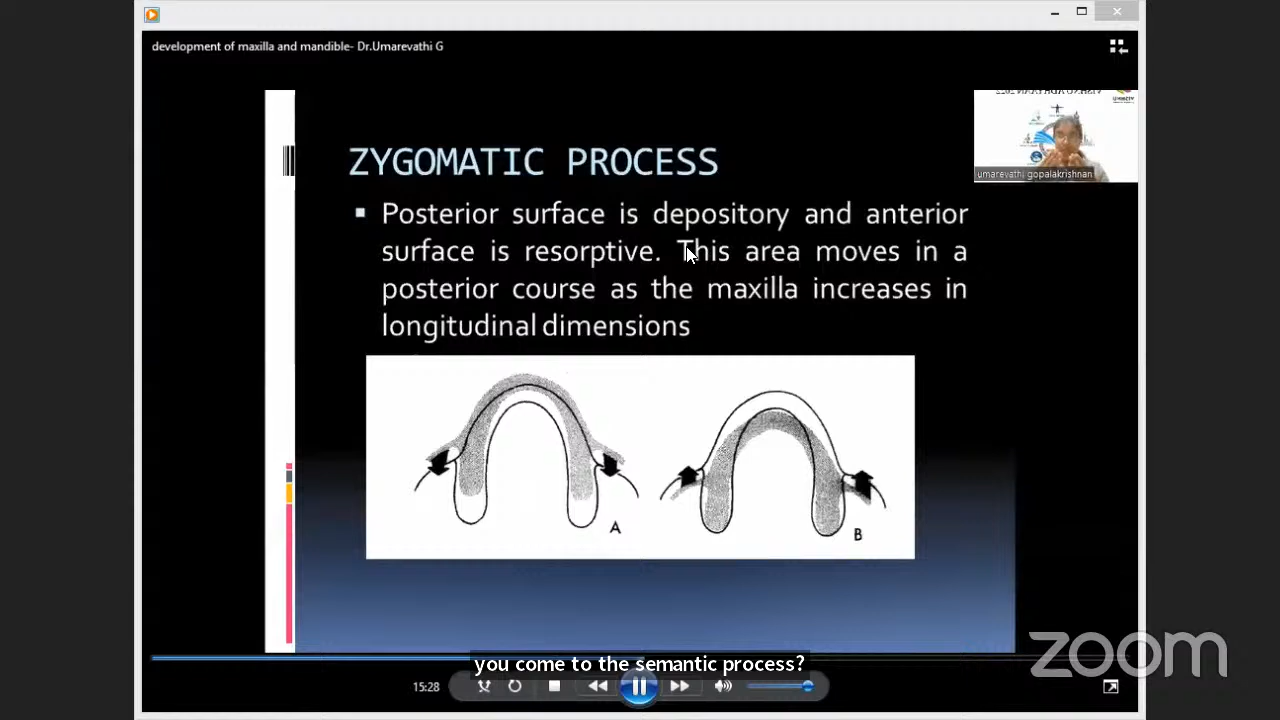 development of maxilla and mandible- Dr.Umarevathi G
umarevathi gopalakrishnan
ZYGOMATIC PROCESS
Posterior surface is depository and anterior
surface is resorptive. This area moves in a
posterior course as the maxilla increases in
longitudinal dimensions
A
B
zoom
you come to the semantic process?
15:28